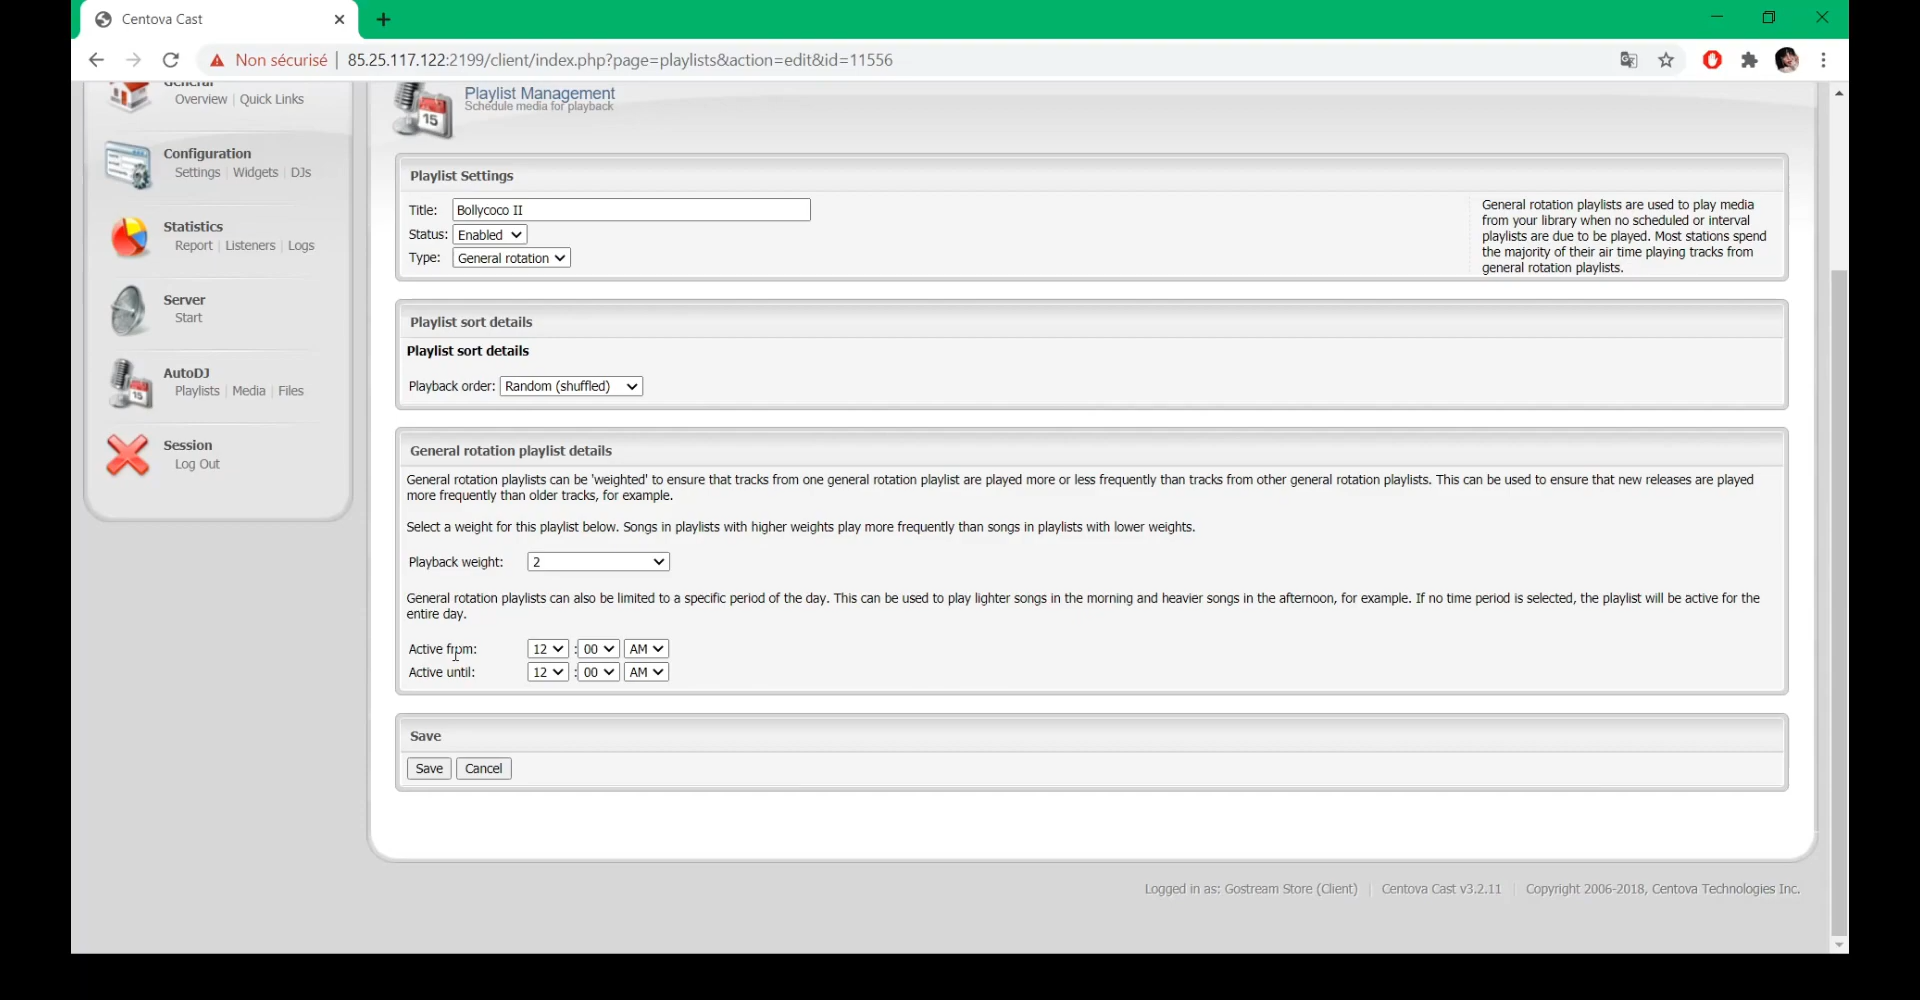 Centova Cast
Non sécurisé | 85.25.117.122:2199/client/index.php?page=playlists&action=edit&id=11556
General
Overview | Quick Links
Configuration
Settings | Widgets | DJs
Statistics
Report | Listeners | Logs
Server
Start
AutoDJ
Playlists | Media | Files
Session
Log Out
15
Playlist Management
Schedule media for playback
Playlist Settings
Title: Bollycoco II
Status: Enabled
Type: General rotation
General rotation playlists are used to play media
from your library when no scheduled or interval
playlists are due to be played. Most stations spend
the majority of their air time playing tracks from
general rotation playlists.
Playlist sort details
Playlist sort details
Playback order: Random (shuffled)
General rotation playlist details
General rotation playlists can be 'weighted' to ensure that tracks from one general rotation playlist are played more or less frequently than tracks from other general rotation playlists. This can be used to ensure that new releases are played
more frequently than older tracks, for example.
Select a weight for this playlist below. Songs in playlists with higher weights play more frequently than songs in playlists with lower weights.
Playback weight: 2
General rotation playlists can also be limited to a specific period of the day. This can be used to play lighter songs in the morning and heavier songs in the afternoon, for example. If no time period is selected, the playlist will be active for the
entire day.
Active from: 12 : 00 AM
Active until: 12 : 00 AM
Save
Save Cancel
Logged in as: Gostream Store (Client) | Centova Cast v3.2.11 | Copyright 2006-2018, Centova Technologies Inc.